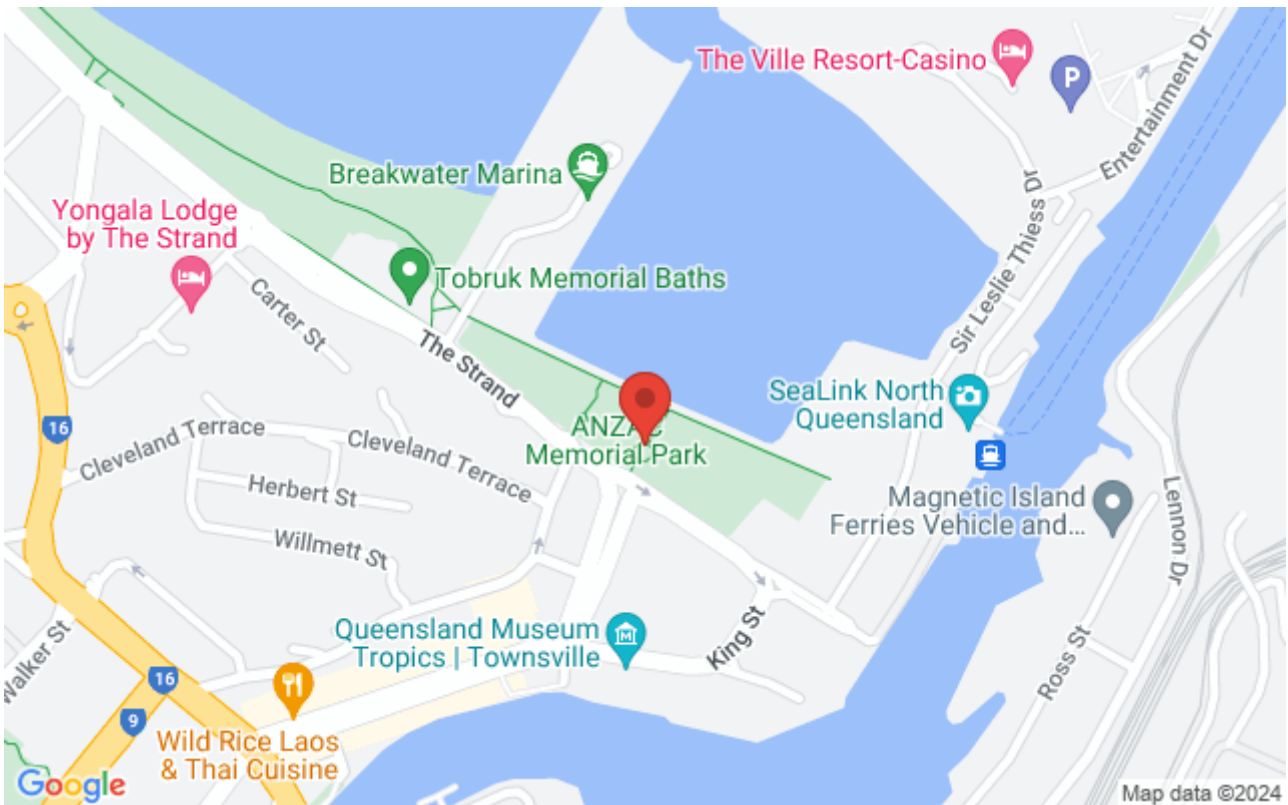 The Ville Resort-Casino
P
Entertainment Dr
Breakwater Marina
Yongala Lodge
by The Strand
Sir Leslie Thiess Dr
Tobruk Memorial Baths
Carter St
The Strand
SeaLink North
Queensland
16
ANZAC
Memorial Park
Cleveland Terrace
Cleveland Terrace
Herbert St
Magnetic Island
Ferries Vehicle and...
Lennon Dr
Willmett St
Queensland Museum
Tropics | Townsville
King St
Walker St
Ross St
16
9
Wild Rice Laos
& Thai Cuisine
Google
Map data ©2024